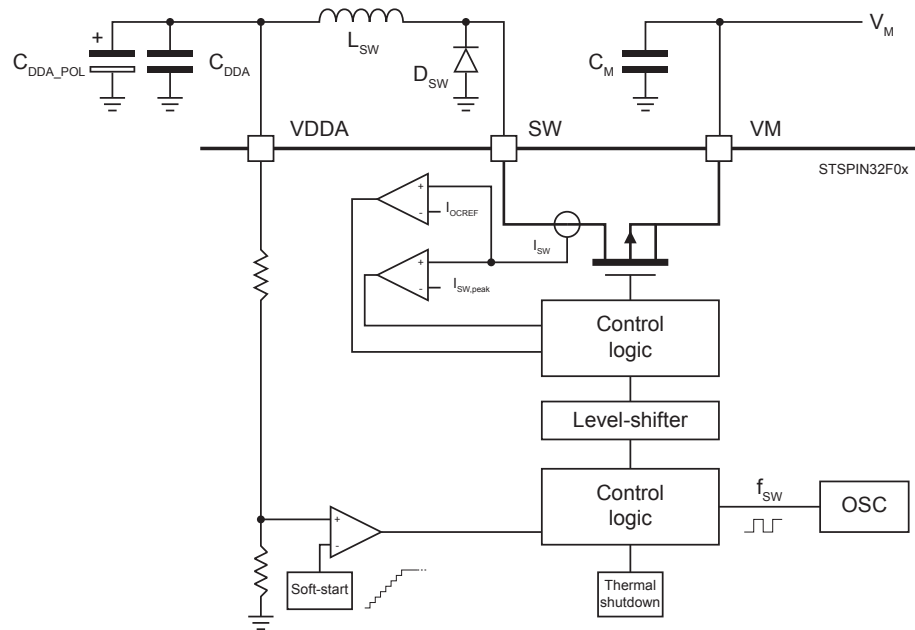 +
V_M
L_SW
C_DDA_POL
C_DDA
D_SW
C_M
VDDA
SW
VM
STSPIN32F0x
+
I_OCREF
-
I_SW
+
I_SW,peak
-
Control
logic
Level-shifter
Control
logic
f_SW
OSC
+
-
Soft-start
Thermal
shutdown